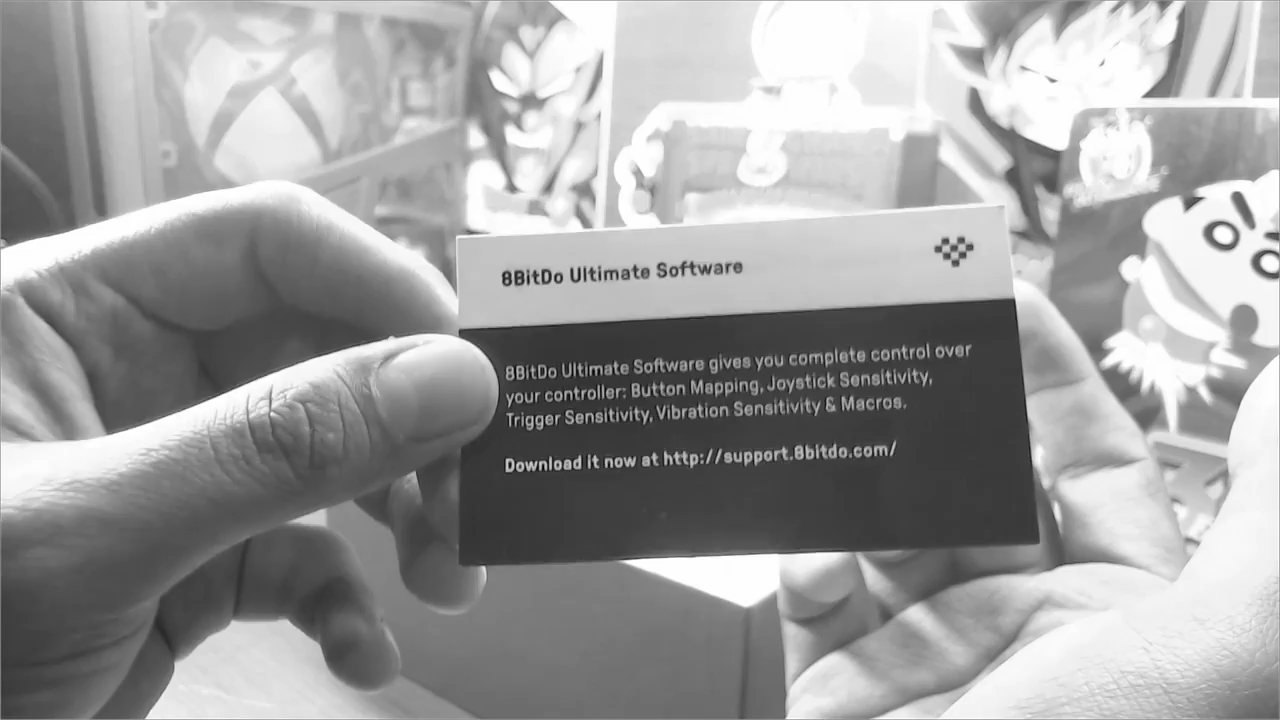 8BitDo Ultimate Software
8BitDo Ultimate Software gives you complete control over
your controller: Button Mapping, Joystick Sensitivity,
Trigger Sensitivity, Vibration Sensitivity & Macros.
Download it now at http://support.8bitdo.com/